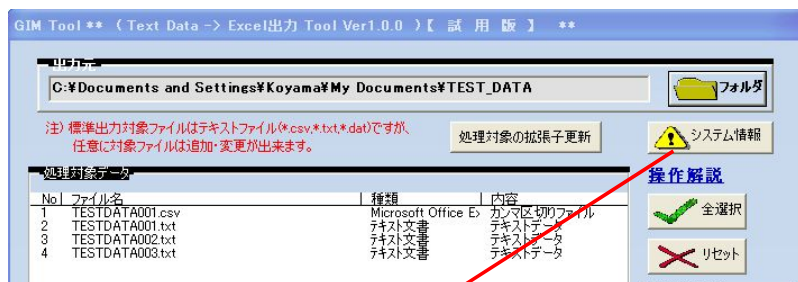 GIM Tool ** ( Text Data -> Excel出力 Tool Ver1.0.0 )【 試 用 版 】 **
出力元
C:¥Documents and Settings¥Koyama¥My Documents¥TEST_DATA
フォルダ
注) 標準出力対象ファイルはテキストファイル(*.csv,*.txt,*.dat)ですが、
任意に対象ファイルは追加・変更が出来ます。
処理対象の拡張子更新
システム情報
処理対象データ
操作解説
No ファイル名 種類 内容
1 TESTDATA001.csv Microsoft Office E カンマ区切りファイル
2 TESTDATA001.txt テキスト文書 テキストデータ
3 TESTDATA002.txt テキスト文書 テキストデータ
4 TESTDATA003.txt テキスト文書 テキストデータ
全選択
リセット